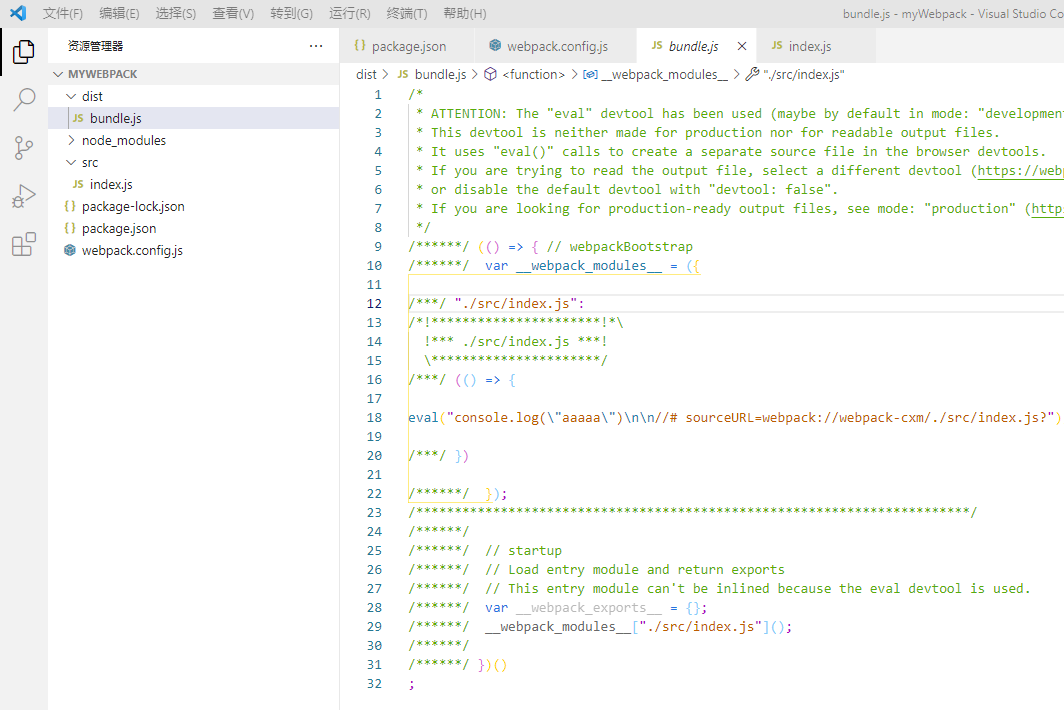 文件(F) 编辑(E) 选择(S) 查看(V) 转到(G) 运行(R) 终端(T) 帮助(H) bundle.js - myWebpack - Visual Studio Co
资源管理器 ···
MYWEBPACK
dist
JS bundle.js
node_modules
src
JS index.js
{} package-lock.json
{} package.json
webpack.config.js
{} package.json webpack.config.js JS bundle.js JS index.js
dist > JS bundle.js > <function> > __webpack_modules__ > "./src/index.js"
1 /*
2  * ATTENTION: The "eval" devtool has been used (maybe by default in mode: "developmen
3  * This devtool is neither made for production nor for readable output files.
4  * It uses "eval()" calls to create a separate source file in the browser devtools.
5  * If you are trying to read the output file, select a different devtool (https://web
6  * or disable the default devtool with "devtool: false".
7  * If you are looking for production-ready output files, see mode: "production" (http
8  */
9 /******/ (() => { // webpackBootstrap
10 /******/  var __webpack_modules__ = ({
11
12 /***/ "./src/index.js":
13 /*!**********************!*\
14   !*** ./src/index.js ***!
15   \**********************/
16 /***/ (() => {
17
18 eval("console.log(\"aaaaa\")\n\n//# sourceURL=webpack://webpack-cxm/./src/index.js?")
19
20 /***/ })
21
22 /******/  });
23 /************************************************************************/
24 /******/
25 /******/  // startup
26 /******/  // Load entry module and return exports
27 /******/  // This entry module can't be inlined because the eval devtool is used.
28 /******/  var __webpack_exports__ = {};
29 /******/  __webpack_modules__["./src/index.js"]();
30 /******/
31 /******/ })()
32 ;